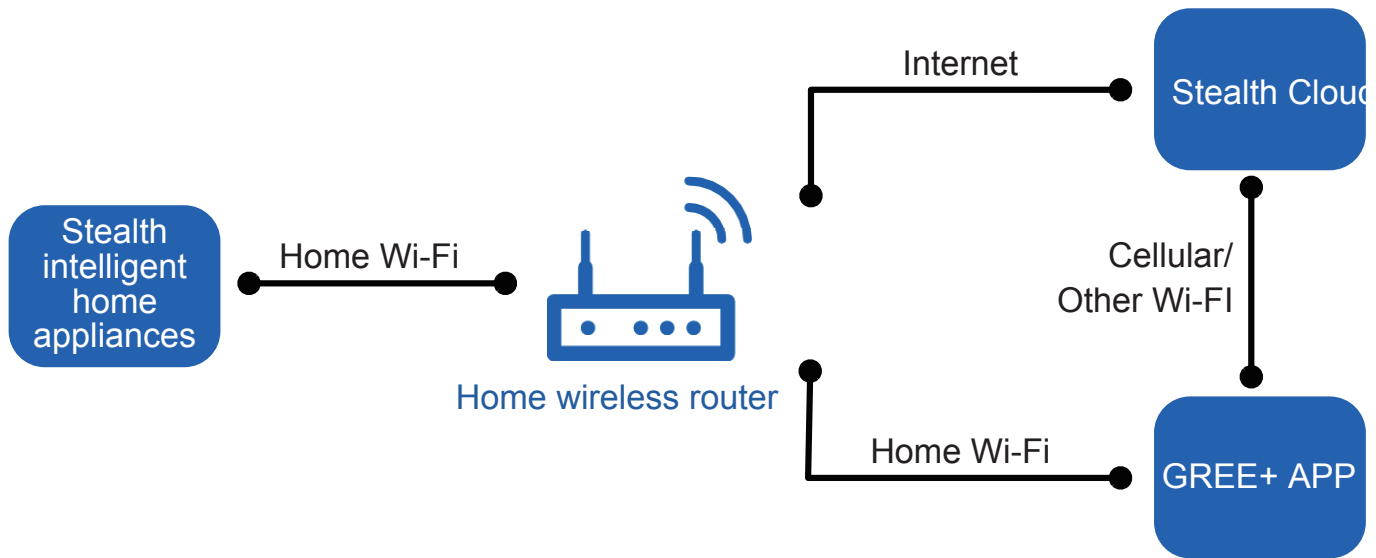 Internet
Stealth Cloud
Stealth
intelligent
home
appliances
Home Wi-Fi
Cellular/
Other Wi-FI
Home wireless router
Home Wi-Fi
GREE+ APP